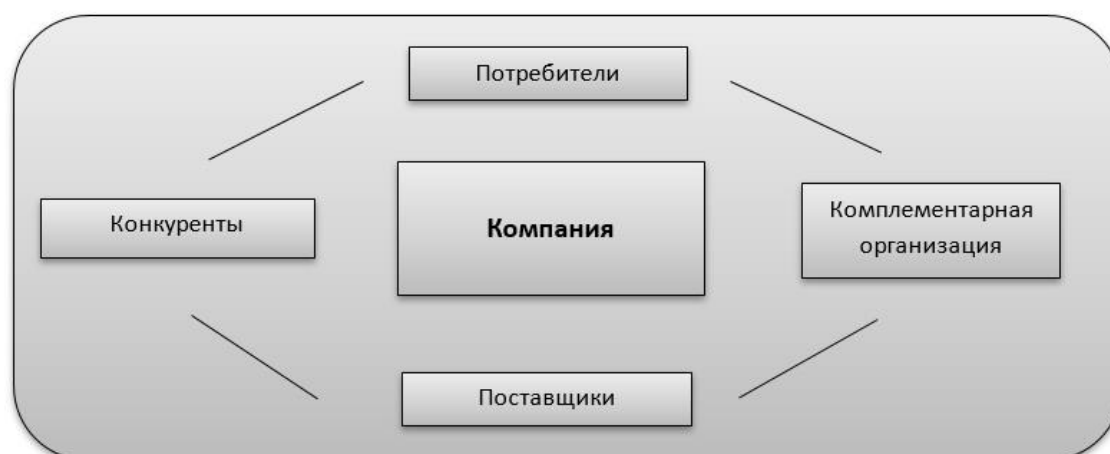 Потребители
Конкуренты
Компания
Комплементарная
организация
Поставщики